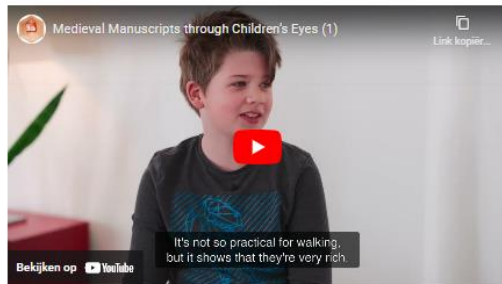 Medieval Manuscripts through Children's Eyes (1)
Link kopiër...
It's not so practical for walking,
but it shows that they're very rich.
Bekijken op YouTube